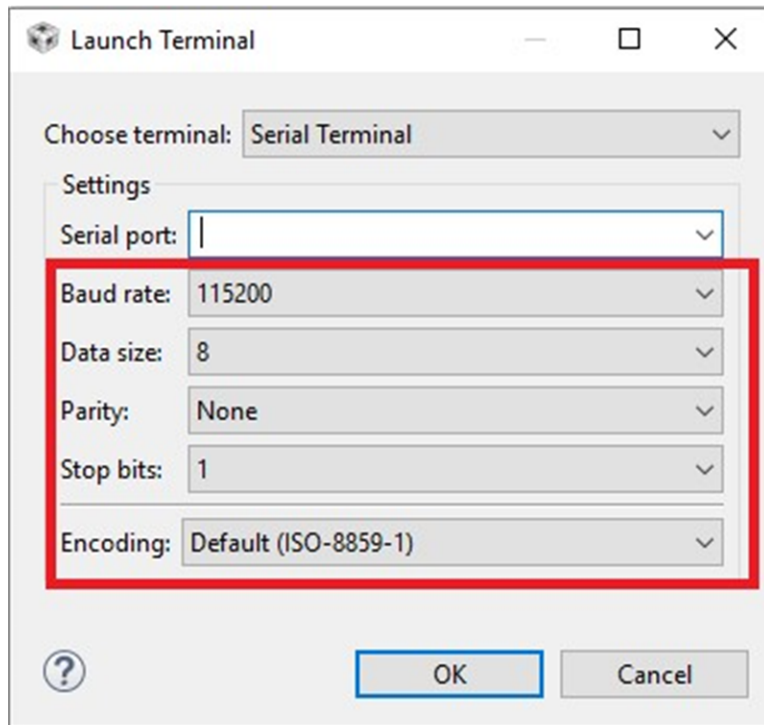 Launch Terminal
Choose terminal: Serial Terminal
Settings
Serial port:
Baud rate: 115200
Data size: 8
Parity: None
Stop bits: 1
Encoding: Default (ISO-8859-1)
? OK Cancel